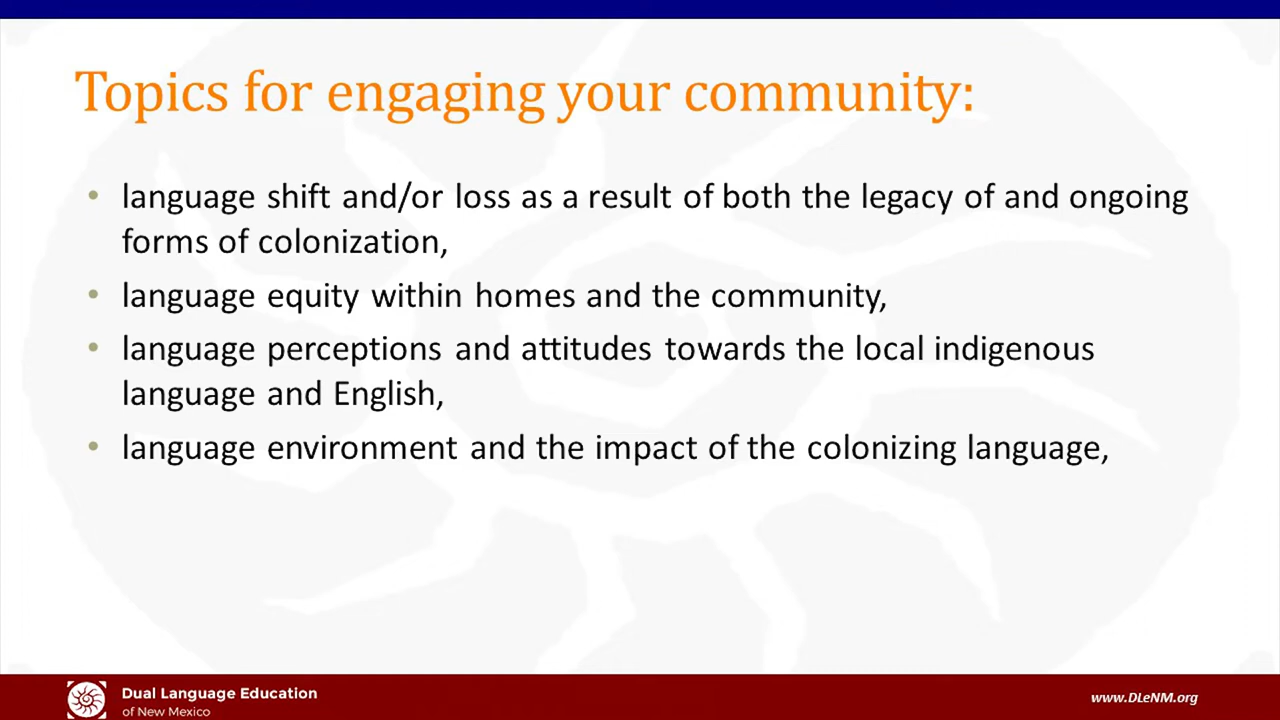 Topics for engaging your community:
• language shift and/or loss as a result of both the legacy of and ongoing
forms of colonization,
• language equity within homes and the community,
• language perceptions and attitudes towards the local indigenous
language and English,
• language environment and the impact of the colonizing language,
Dual Language Education
of New Mexico
www.DLeNM.org